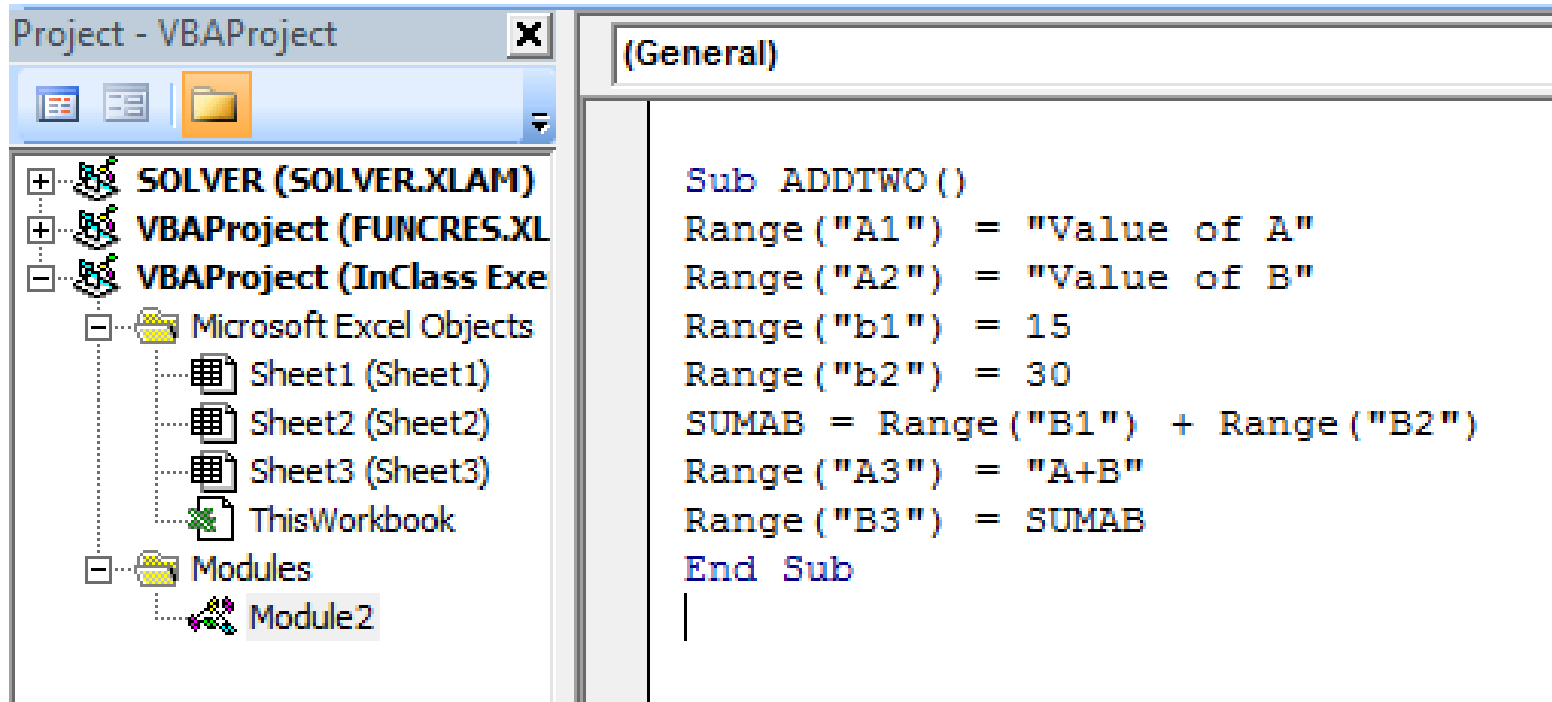 Project - VBAProject
SOLVER (SOLVER.XLAM)
VBAProject (FUNCRES.XL
VBAProject (InClass Exe
Microsoft Excel Objects
Sheet1 (Sheet1)
Sheet2 (Sheet2)
Sheet3 (Sheet3)
ThisWorkbook
Modules
Module2
(General)
Sub ADDTWO()
Range("A1") = "Value of A"
Range("A2") = "Value of B"
Range("b1") = 15
Range("b2") = 30
SUMAB = Range("B1") + Range("B2")
Range("A3") = "A+B"
Range("B3") = SUMAB
End Sub